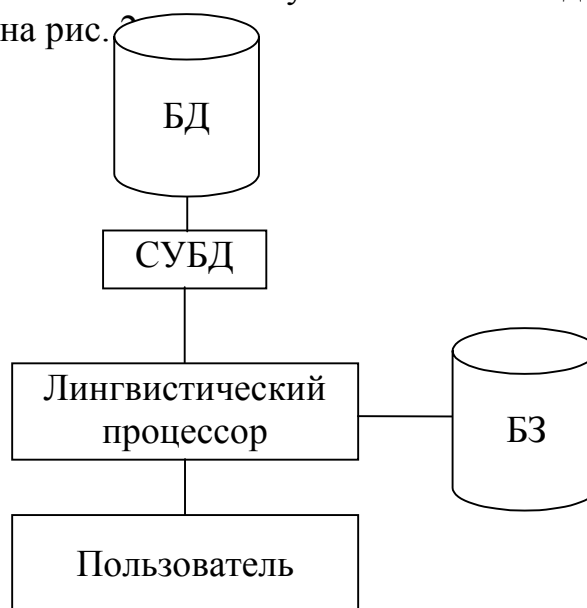 на рис.
БД
СУБД
Лингвистический
процессор
БЗ
Пользователь